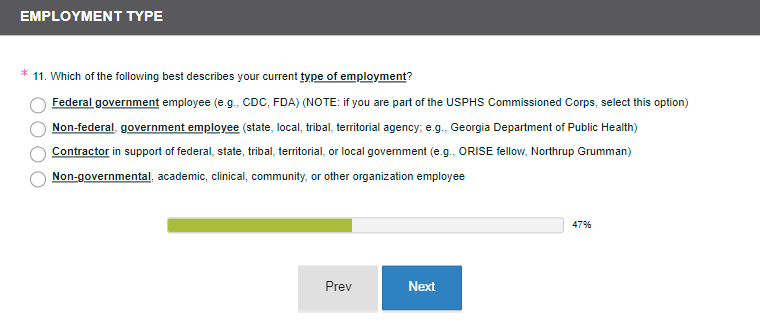 EMPLOYMENT TYPE
* 11. Which of the following best describes your current type of employment?
Federal government employee (e.g., CDC, FDA) (NOTE: if you are part of the USPHS Commissioned Corps, select this option)
Non-federal, government employee (state, local, tribal, territorial agency; e.g., Georgia Department of Public Health)
Contractor in support of federal, state, tribal, territorial, or local government (e.g., ORISE fellow, Northrup Grumman)
Non-governmental, academic, clinical, community, or other organization employee
47%
Prev Next